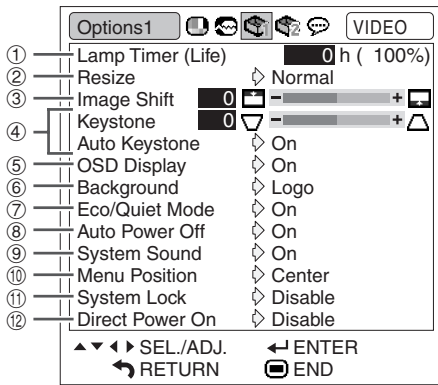 Options1 VIDEO
① Lamp Timer (Life) 0 h ( 100%)
② Resize Normal
③ Image Shift 0 - +
④ Keystone 0 - +
Auto Keystone On
⑤ OSD Display On
⑥ Background Logo
⑦ Eco/Quiet Mode On
⑧ Auto Power Off On
⑨ System Sound On
⑩ Menu Position Center
⑪ System Lock Disable
⑫ Direct Power On Disable
SEL./ADJ. ENTER
RETURN END